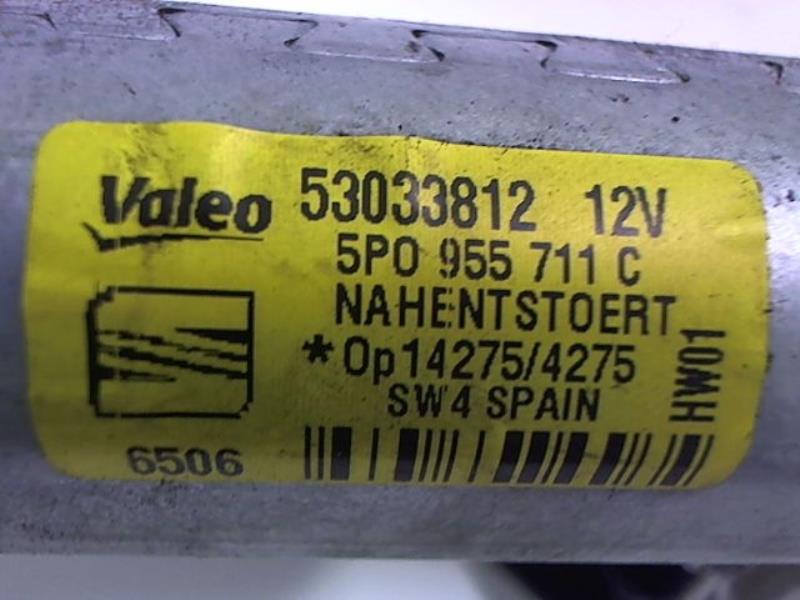 Valeo 53033812 12V
5P0 955 711 C
NAHENTSTOERT
*Op14275/4275
SW4 SPAIN
HW01
6506